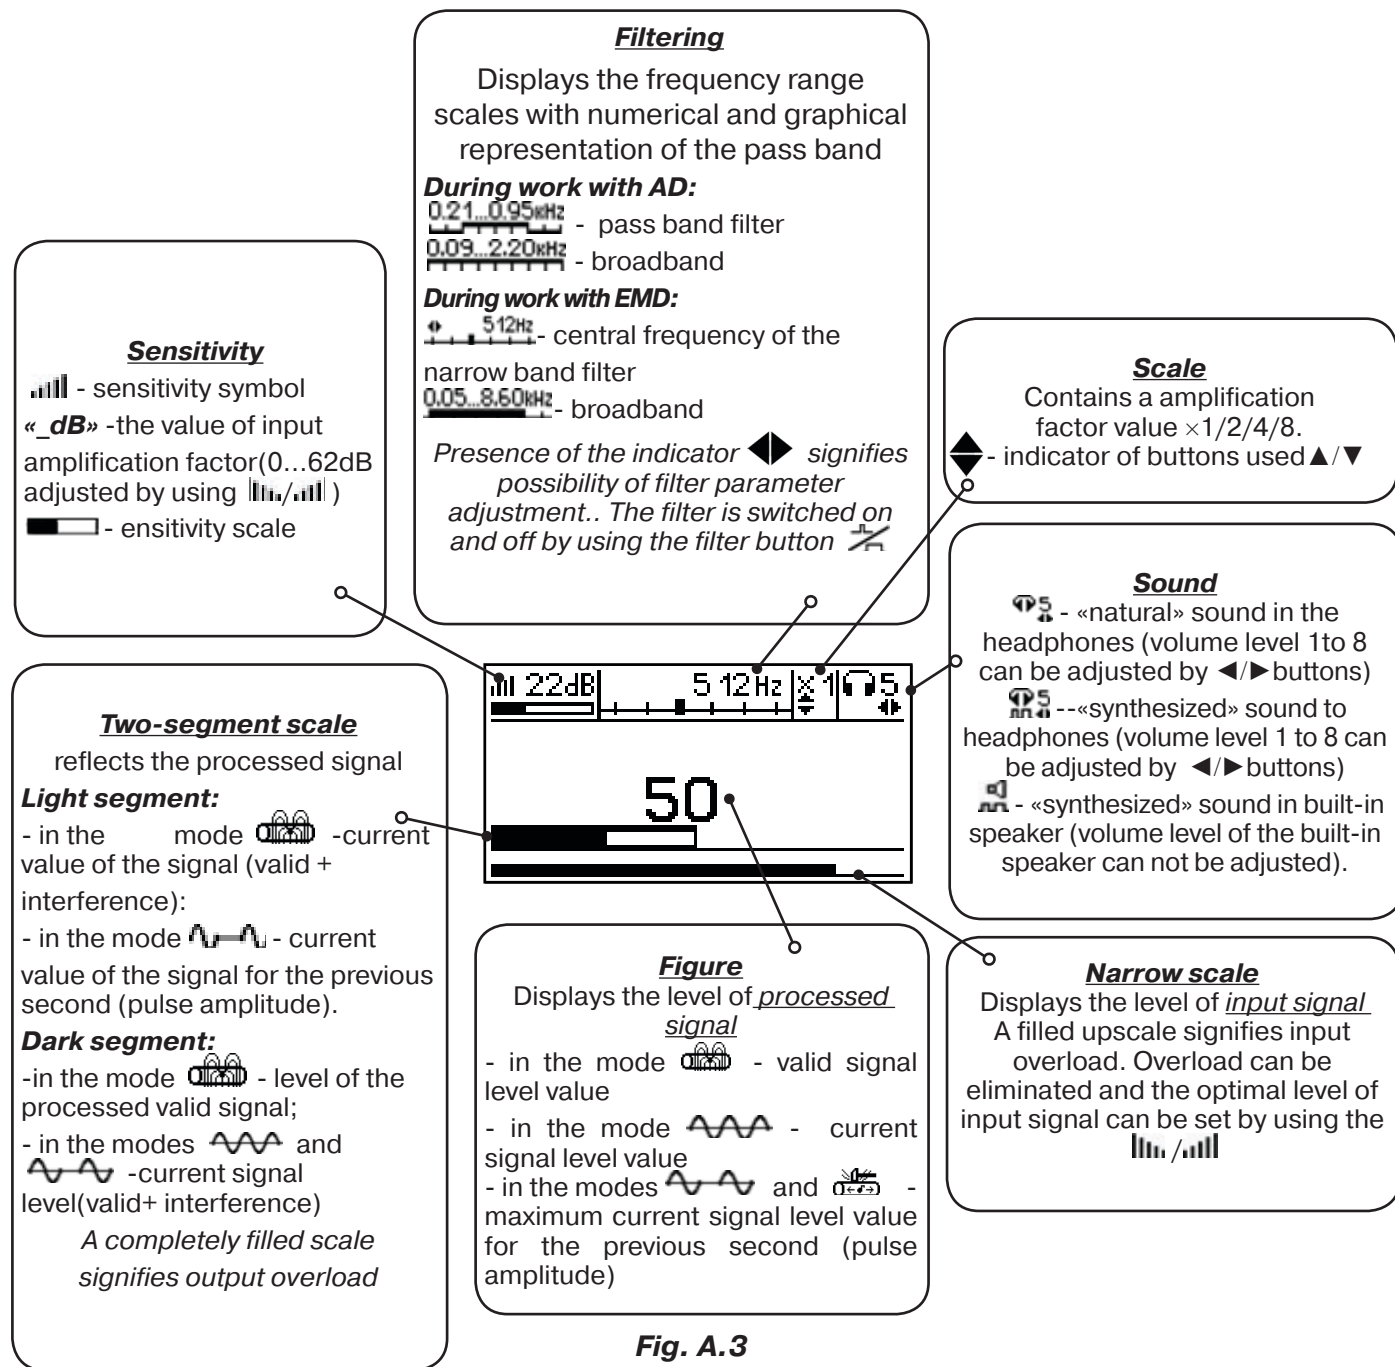 Filtering
Displays the frequency range
scales with numerical and graphical
representation of the pass band
During work with AD:
0.21...0.95кHz - pass band filter
0.09...2.20кHz - broadband
During work with EMD:
512Hz - central frequency of the
narrow band filter
0.05...8.60kHz - broadband
Presence of the indicator ◀▶ signifies
possibility of filter parameter
adjustment.. The filter is switched on
and off by using the filter button
Sensitivity
- sensitivity symbol
«_dB» -the value of input
amplification factor(0...62dB
adjusted by using / )
- ensitivity scale
Scale
Contains a amplification
factor value ×1/2/4/8.
- indicator of buttons used▲/▼
Sound
5 - «natural» sound in the
headphones (volume level 1to 8
can be adjusted by ◄/► buttons)
5 --«synthesized» sound to
headphones (volume level 1 to 8 can
be adjusted by ◄/► buttons)
- «synthesized» sound in built-in
speaker (volume level of the built-in
speaker can not be adjusted).
22dB 512Hz x1 5
50
Two-segment scale
reflects the processed signal
Light segment:
- in the mode -current
value of the signal (valid +
interference):
- in the mode - current
value of the signal for the previous
second (pulse amplitude).
Dark segment:
-in the mode - level of the
processed valid signal;
- in the modes and
-current signal
level(valid+ interference)
A completely filled scale
signifies output overload
Figure
Displays the level of processed
signal
- in the mode - valid signal
level value
- in the mode - current
signal level value
- in the modes and -
maximum current signal level value
for the previous second (pulse
amplitude)
Narrow scale
Displays the level of input signal
A filled upscale signifies input
overload. Overload can be
eliminated and the optimal level of
input signal can be set by using the
/
Fig. A.3